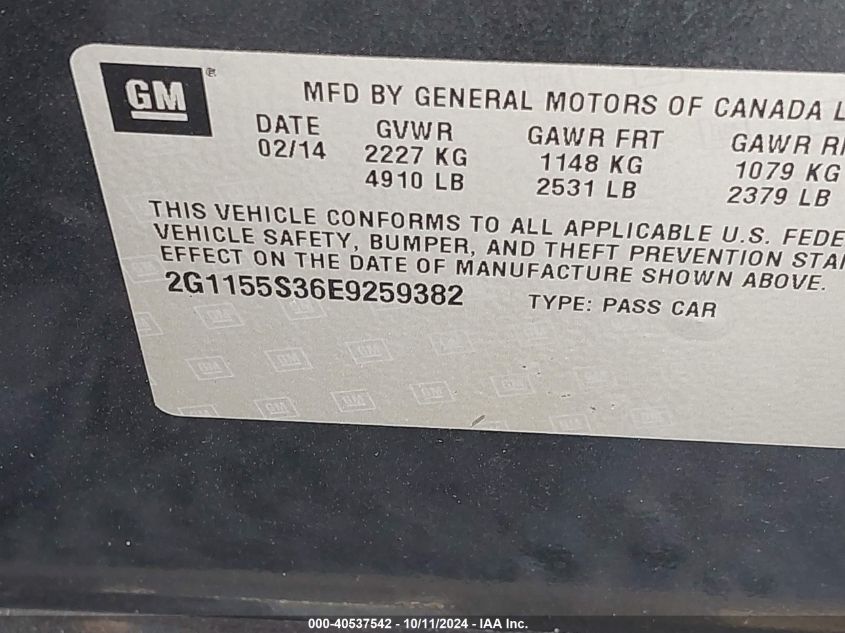 GM®
MFD BY GENERAL MOTORS OF CANADA L
DATE GVWR GAWR FRT GAWR R
02/14 2227 KG 1148 KG 1079 KG
4910 LB 2531 LB 2379 LB
THIS VEHICLE CONFORMS TO ALL APPLICABLE U.S. FEDE
VEHICLE SAFETY, BUMPER, AND THEFT PREVENTION STA
EFFECT ON THE DATE OF MANUFACTURE SHOWN ABOVE.
2G1155S36E9259382 TYPE: PASS CAR
000-40537542 - 10/11/2024 - IAA Inc.